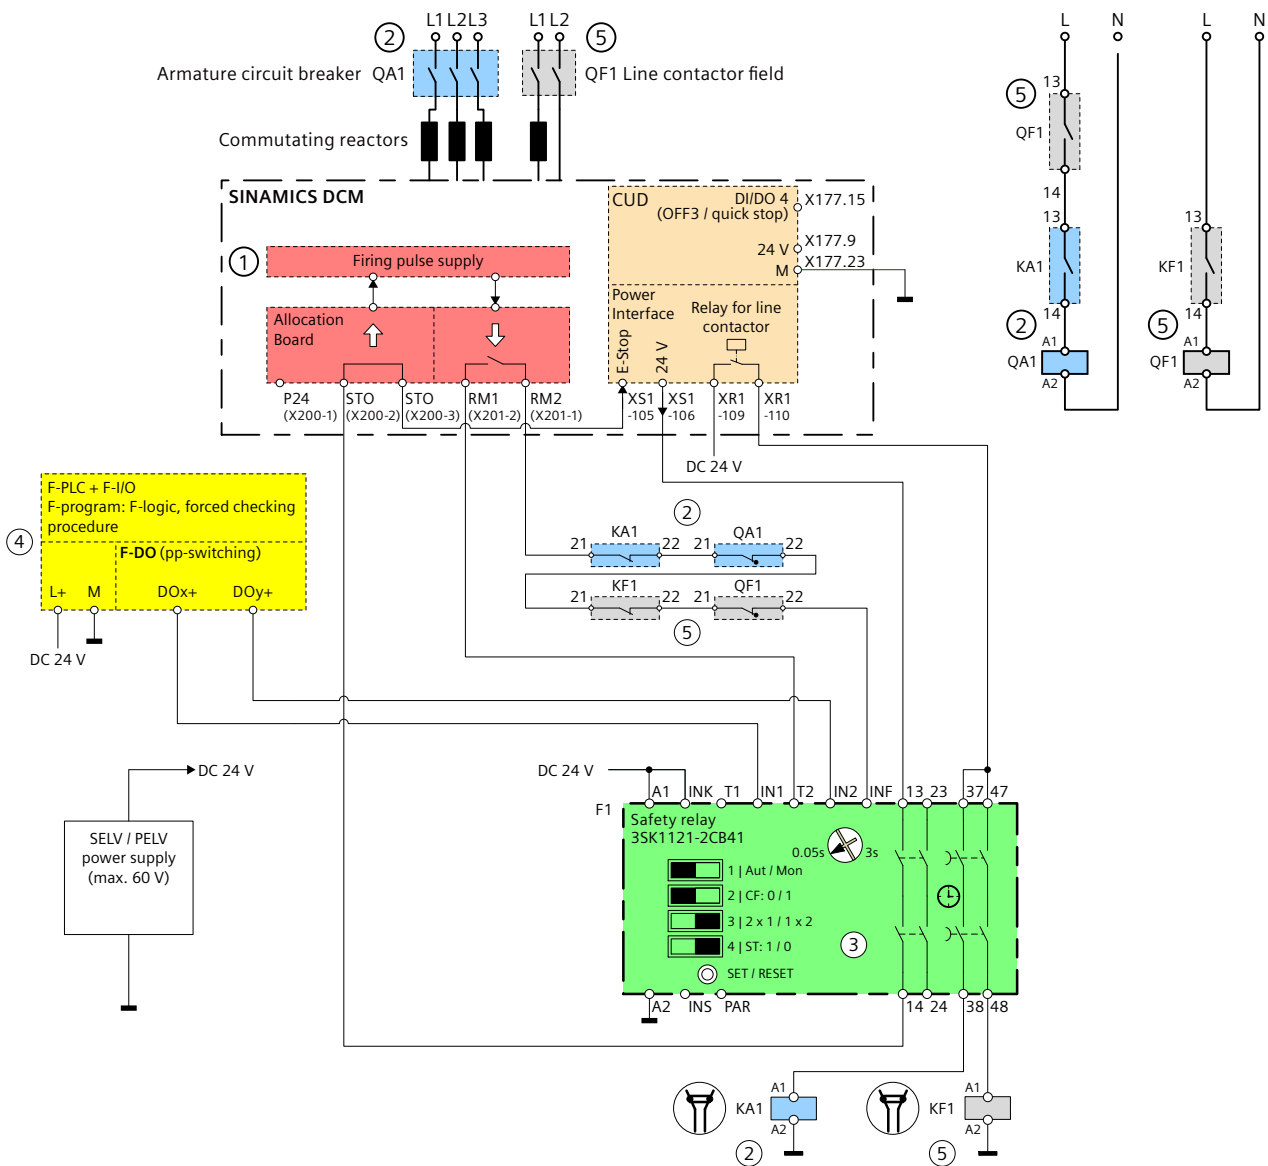 L1 L2 L3
L1 L2
L
N
L
N
2
5
Armature circuit breaker QA1
QF1 Line contactor field
Commutating reactors
5
13
QF1
14
13
KA1
14
2
A1
QA1
A2
13
KF1
14
5
A1
QF1
A2
SINAMICS DCM
CUD
DI/DO 4
(OFF3 / quick stop)
X177.15
24 V
X177.9
M
X177.23
1
Firing pulse supply
Allocation
Board
Power
Interface
Relay for line
contactor
E-Stop
24 V
P24
(X200-1)
STO
(X200-2)
STO
(X200-3)
RM1
(X201-2)
RM2
(X201-1)
XS1
-105
XS1
-106
XR1
-109
XR1
-110
DC 24 V
4
F-PLC + F-I/O
F-program: F-logic, forced checking
procedure
F-DO (pp-switching)
L+
M
DOx+
DOy+
DC 24 V
2
KA1
QA1
21
22
21
22
KF1
QF1
21
22
21
22
5
DC 24 V
SELV / PELV
power supply
(max. 60 V)
DC 24 V
F1
A1
INK
T1
IN1
T2
IN2
INF
13
23
37
47
Safety relay
3SK1121-2CB41
0.05s
3s
1 | Aut / Mon
2 | CF: 0 / 1
3 | 2 x 1 / 1 x 2
4 | ST: 1 / 0
SET / RESET
3
A2
INS
PAR
14
24
38
48
A1
KA1
A2
2
A1
KF1
A2
5